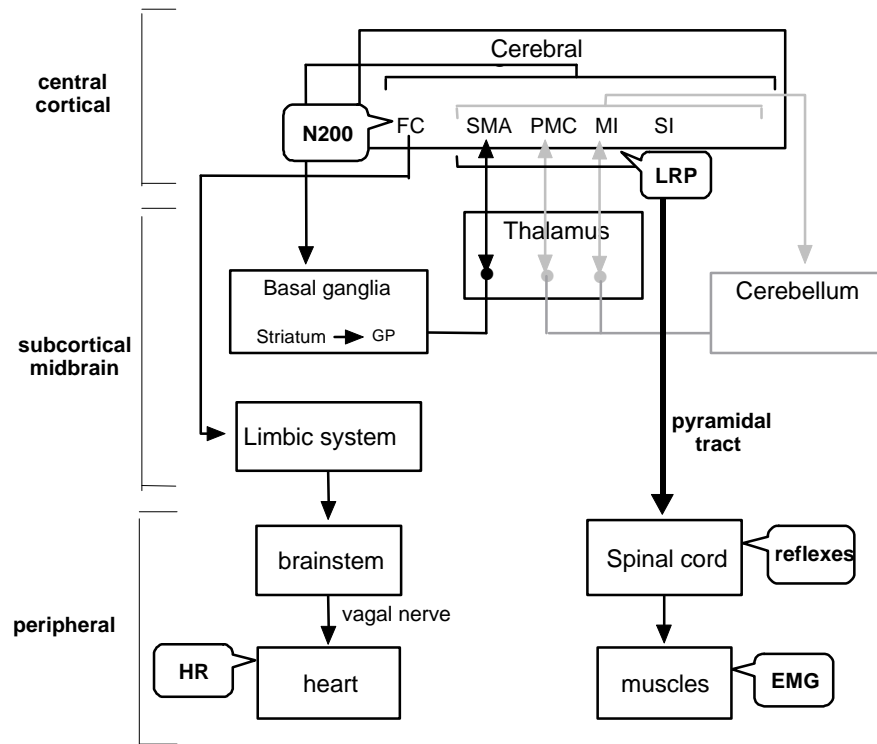 Cerebral
central
cortical
N200
FC SMA PMC MI SI
LRP
Thalamus
Basal ganglia
Striatum GP
Cerebellum
subcortical
midbrain
Limbic system
pyramidal
tract
brainstem
Spinal cord
reflexes
vagal nerve
peripheral
HR
heart
muscles
EMG